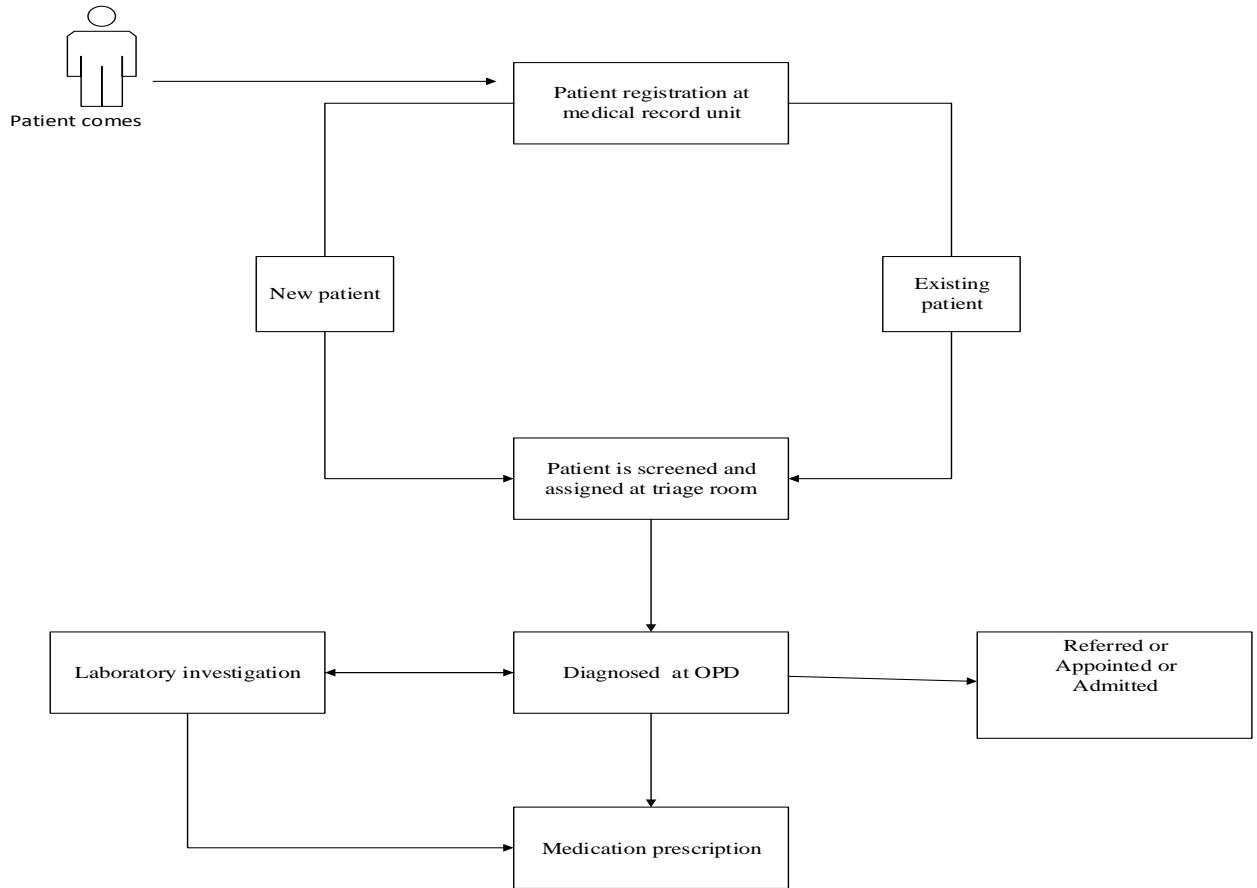 Patient comes
Patient registration at
medical record unit
New patient
Existing
patient
Patient is screened and
assigned at triage room
Laboratory investigation
Diagnosed at OPD
Referred or
Appointed or
Admitted
Medication prescription